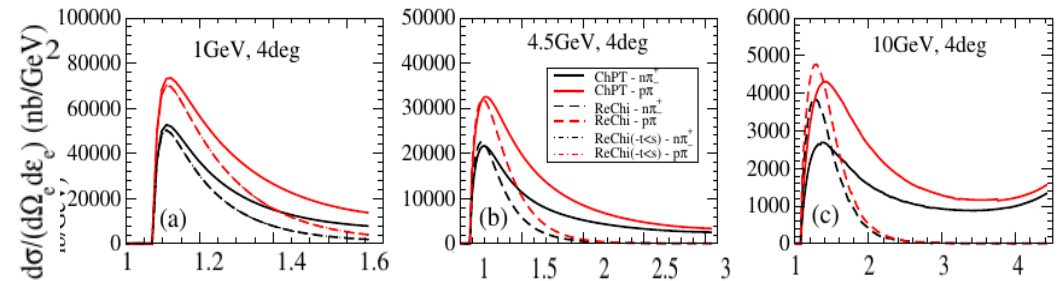 dσ/(dΩ_e dε_e) (nb/GeV)
2
100000
80000
60000
40000
20000
0
1GeV, 4deg
(a)
1
1.2
1.4
1.6
50000
40000
30000
20000
10000
0
4.5GeV, 4deg
ChPT - nπ⁺
ChPT - pπ⁻
ReChi - nπ⁺
ReChi - pπ⁻
ReChi(-t<s) - nπ⁺
ReChi(-t<s) - pπ⁻
(b)
1
1.5
2
2.5
3
6000
5000
4000
3000
2000
1000
0
10GeV, 4deg
(c)
1
2
3
4